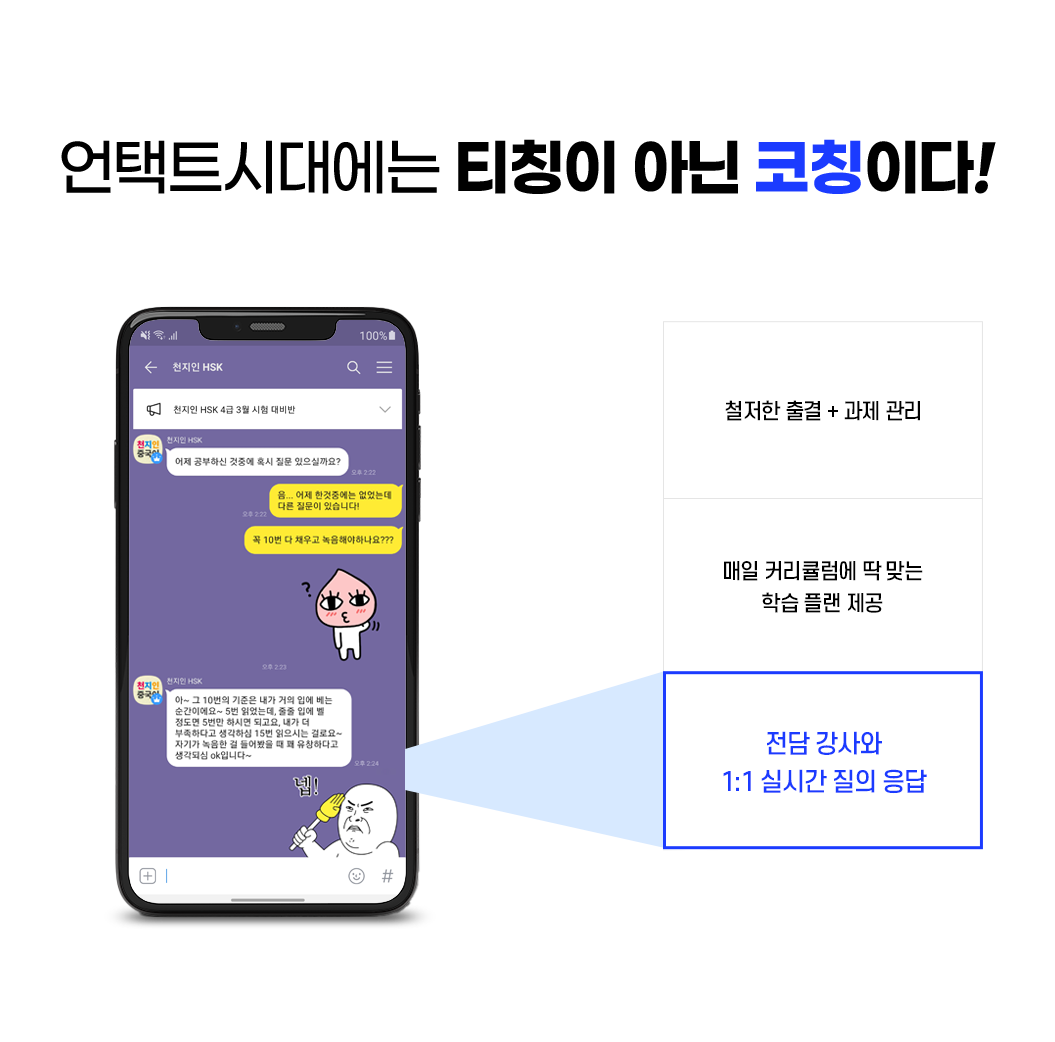 언택트시대에는 티칭이 아닌 코칭이다!
100%
천지인 HSK
천지인 HSK 4급 3월 시험 대비반
천지인
중국어
천지인 HSK
어제 공부하신 것중에 혹시 질문 있으실까요?
오후 2:22
음... 어제 한것중에는 없었는데
다른 질문이 있습니다!
오후 2:22
꼭 10번 다 채우고 녹음해야하나요???
?
오후 2:23
천지인
중국어
천지인 HSK
아~ 그 10번의 기준은 내가 거의 입에 베는
순간이에요~ 5번 읽었는데, 줄줄 입에 벨
정도면 5번만 하시면 되고요, 내가 더
부족하다고 생각하심 15번 읽으시는 걸로요~
자기가 녹음한 걸 들어봤을 때 꽤 유창하다고
생각되심 ok입니다~
오후 2:24
넵!
#
철저한 출결 + 과제 관리
매일 커리큘럼에 딱 맞는
학습 플랜 제공
전담 강사와
1:1 실시간 질의 응답